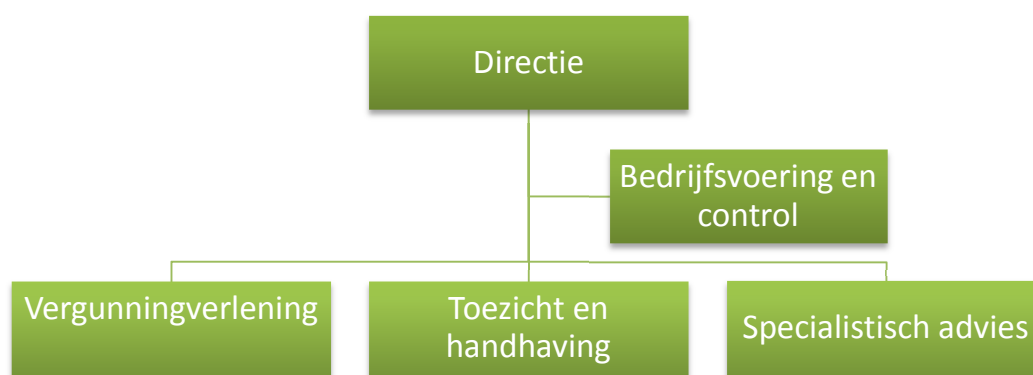 Directie
Bedrijfsvoering en
control
Vergunningverlening
Toezicht en
handhaving
Specialistisch advies